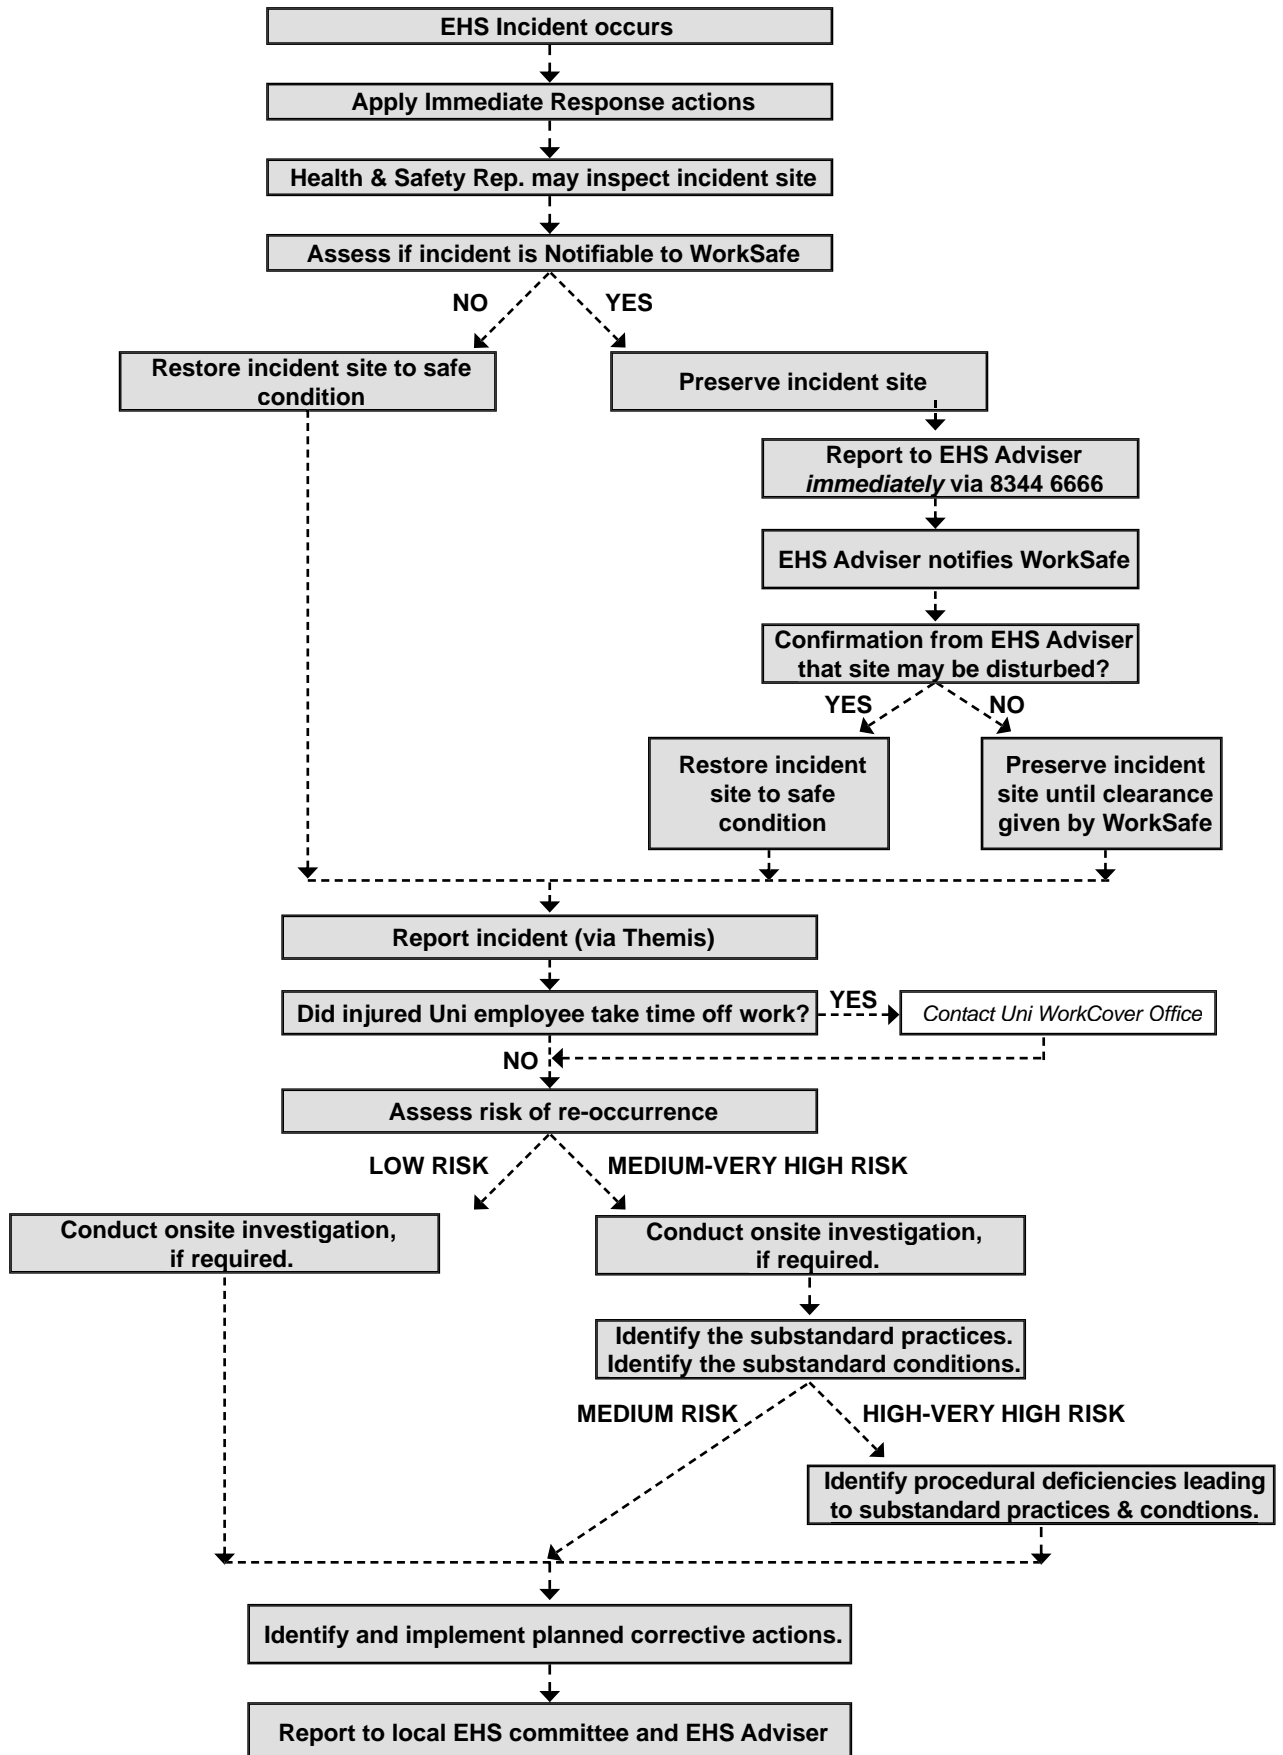 EHS Incident occurs
Apply Immediate Response actions
Health & Safety Rep. may inspect incident site
Assess if incident is Notifiable to WorkSafe
NO
YES
Restore incident site to safe
condition
Preserve incident site
Report to EHS Adviser
immediately via 8344 6666
EHS Adviser notifies WorkSafe
Confirmation from EHS Adviser
that site may be disturbed?
YES
NO
Restore incident
site to safe
condition
Preserve incident
site until clearance
given by WorkSafe
Report incident (via Themis)
Did injured Uni employee take time off work?
YES
Contact Uni WorkCover Office
NO
Assess risk of re-occurrence
LOW RISK
MEDIUM-VERY HIGH RISK
Conduct onsite investigation,
if required.
Conduct onsite investigation,
if required.
Identify the substandard practices.
Identify the substandard conditions.
MEDIUM RISK
HIGH-VERY HIGH RISK
Identify procedural deficiencies leading
to substandard practices & condtions.
Identify and implement planned corrective actions.
Report to local EHS committee and EHS Adviser